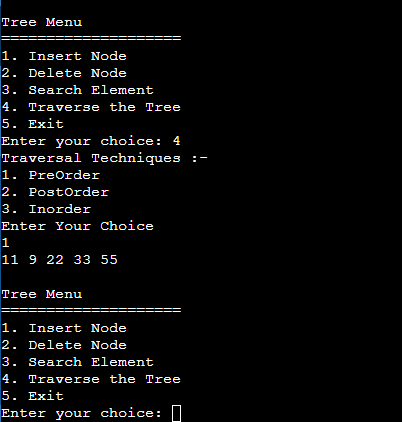 Tree Menu
====================
1. Insert Node
2. Delete Node
3. Search Element
4. Traverse the Tree
5. Exit
Enter your choice: 4
Traversal Techniques :-
1. PreOrder
2. PostOrder
3. Inorder
Enter Your Choice
1
11 9 22 33 55
Tree Menu
====================
1. Insert Node
2. Delete Node
3. Search Element
4. Traverse the Tree
5. Exit
Enter your choice: